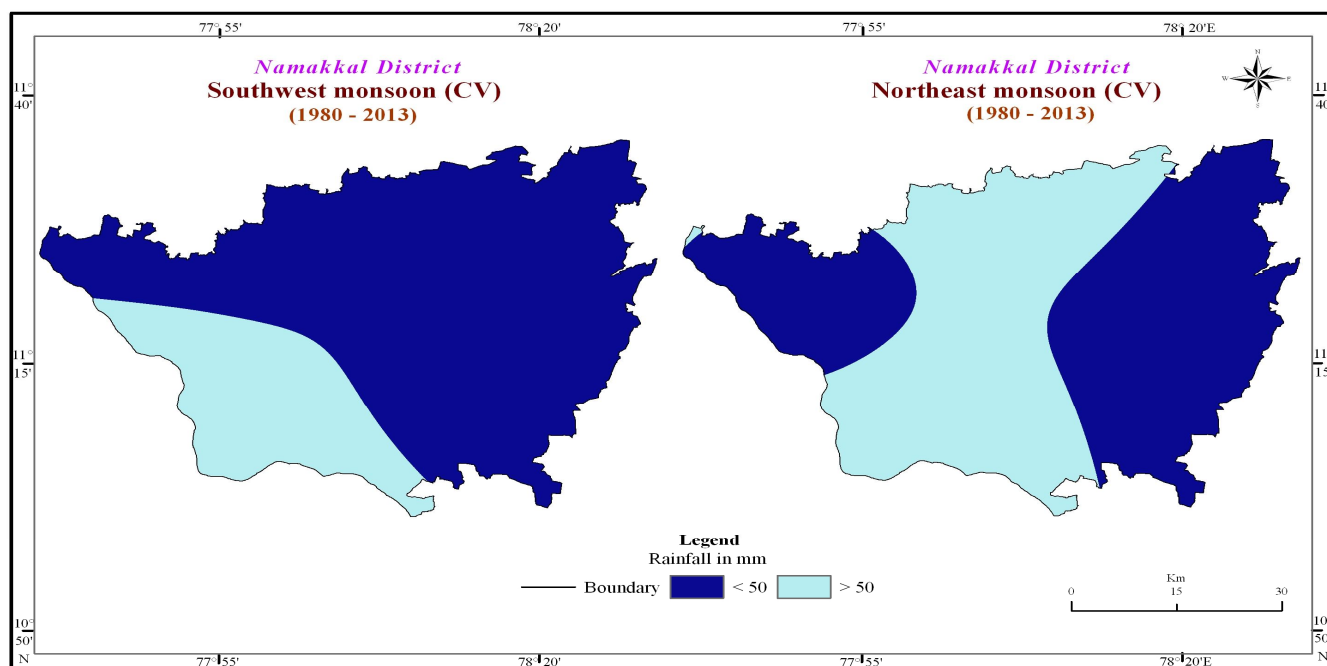 77° 55'
78° 20'
77° 55'
78° 20'E
Namakkal District
Southwest monsoon (CV)
(1980 - 2013)
Namakkal District
Northeast monsoon (CV)
(1980 - 2013)
N
W
E
S
11°
40'
11°
40'
11°
15'
11°
15'
Legend
Rainfall in mm
Boundary
< 50
> 50
Km
0
15
30
10°
50'
N
10°
50'
N
77° 55'
78° 20'
77° 55'
78° 20'E